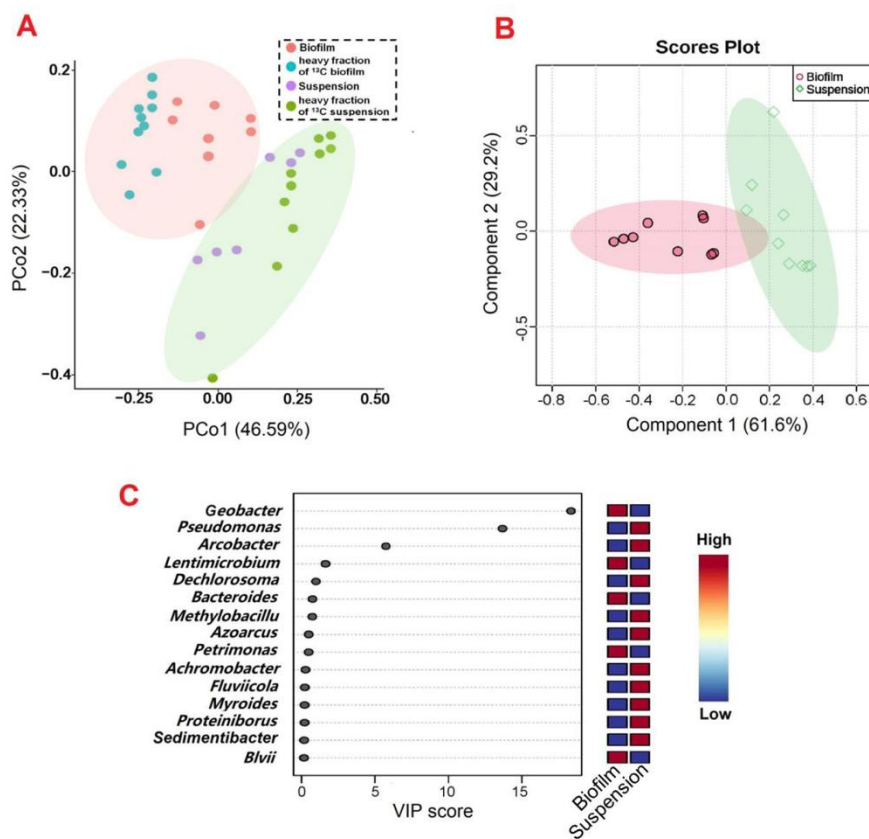 A
Biofilm
heavy fraction
of ¹³C biofilm
Suspension
heavy fraction
of ¹³C suspension
0.2
0.0
-0.2
-0.4
PCo2 (22.33%)
-0.25
0.00
0.25
0.50
PCo1 (46.59%)
B
Scores Plot
Biofilm
Suspension
0.5
0.0
-0.5
Component 2 (29.2%)
-0.8
-0.6
-0.4
-0.2
0.0
0.2
0.4
0.6
Component 1 (61.6%)
C
Geobacter
Pseudomonas
Arcobacter
Lentimicrobium
Dechlorosoma
Bacteroides
Methylobacillu
Azoarcus
Petrimonas
Achromobacter
Fluviicola
Myroides
Proteiniborus
Sedimentibacter
Blvii
0
5
10
15
VIP score
Biofilm
Suspension
High
Low